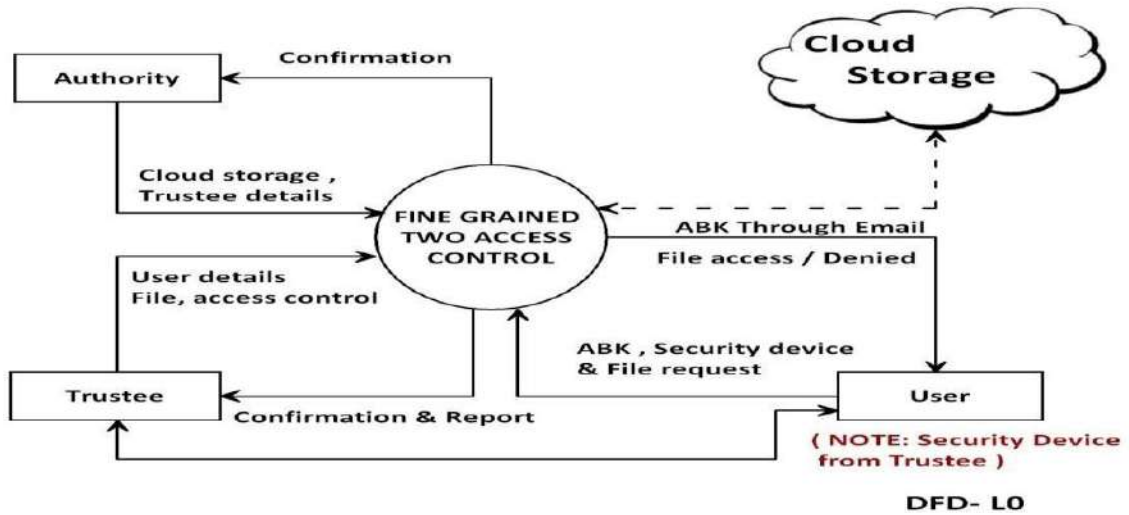 Confirmation
Authority
Cloud
Storage
Cloud storage ,
Trustee details
FINE GRAINED
TWO ACCESS
CONTROL
ABK Through Email
File access / Denied
User details
File, access control
ABK , Security device
& File request
Trustee
Confirmation & Report
User
( NOTE: Security Device
from Trustee )
DFD- L0